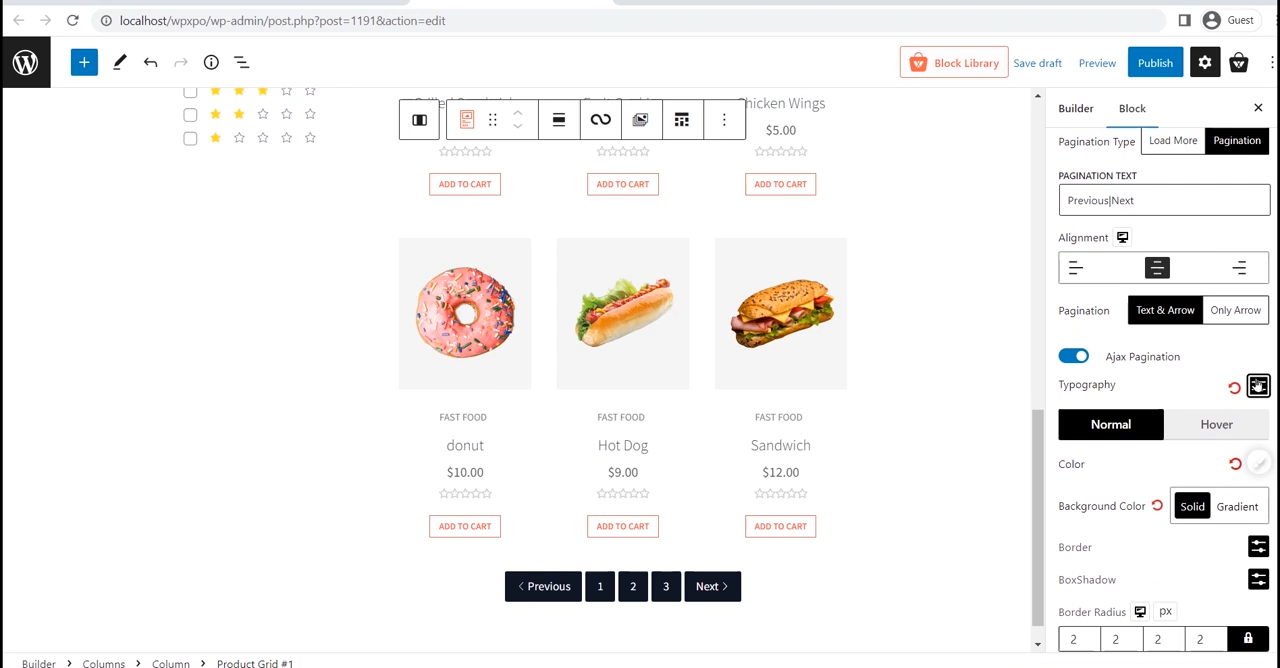 localhost/wpxpo/wp-admin/post.php?post=1191&action=edit
Guest
Block Library
Save draft
Preview
Publish
Chicken Wings
$5.00
ADD TO CART
ADD TO CART
ADD TO CART
FAST FOOD
FAST FOOD
FAST FOOD
donut
Hot Dog
Sandwich
$10.00
$9.00
$12.00
ADD TO CART
ADD TO CART
ADD TO CART
Previous
1
2
3
Next
Builder
Block
Pagination Type
Load More
Pagination
PAGINATION TEXT
Previous|Next
Alignment
Pagination
Text & Arrow
Only Arrow
Ajax Pagination
Typography
Normal
Hover
Color
Background Color
Solid
Gradient
Border
BoxShadow
Border Radius
px
2
2
2
2
Builder > Columns > Column > Product Grid #1